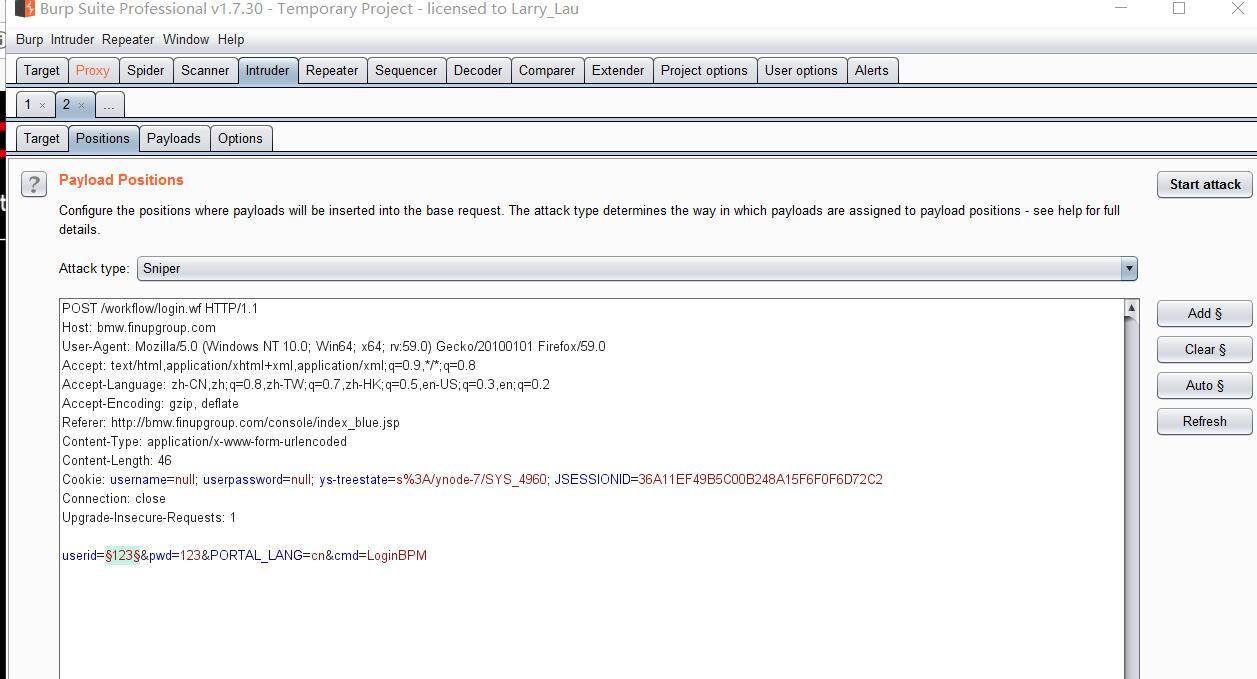 Burp Suite Professional v1.7.30 - Temporary Project - licensed to Larry_Lau
Burp Intruder Repeater Window Help
Target Proxy Spider Scanner Intruder Repeater Sequencer Decoder Comparer Extender Project options User options Alerts
1 × 2 × ...
Target Positions Payloads Options
? Payload Positions
Start attack
Configure the positions where payloads will be inserted into the base request. The attack type determines the way in which payloads are assigned to payload positions - see help for full
details.
Attack type: Sniper
POST /workflow/login.wf HTTP/1.1
Host: bmw.finupgroup.com
User-Agent: Mozilla/5.0 (Windows NT 10.0; Win64; x64; rv:59.0) Gecko/20100101 Firefox/59.0
Accept: text/html,application/xhtml+xml,application/xml;q=0.9,*/*;q=0.8
Accept-Language: zh-CN,zh;q=0.8,zh-TW;q=0.7,zh-HK;q=0.5,en-US;q=0.3,en;q=0.2
Accept-Encoding: gzip, deflate
Referer: http://bmw.finupgroup.com/console/index_blue.jsp
Content-Type: application/x-www-form-urlencoded
Content-Length: 46
Cookie: username=null; userpassword=null; ys-treestate=s%3A/ynode-7/SYS_4960; JSESSIONID=36A11EF49B5C00B248A15F6F0F6D72C2
Connection: close
Upgrade-Insecure-Requests: 1
userid=§123§&pwd=123&PORTAL_LANG=cn&cmd=LoginBPM
Add §
Clear §
Auto §
Refresh